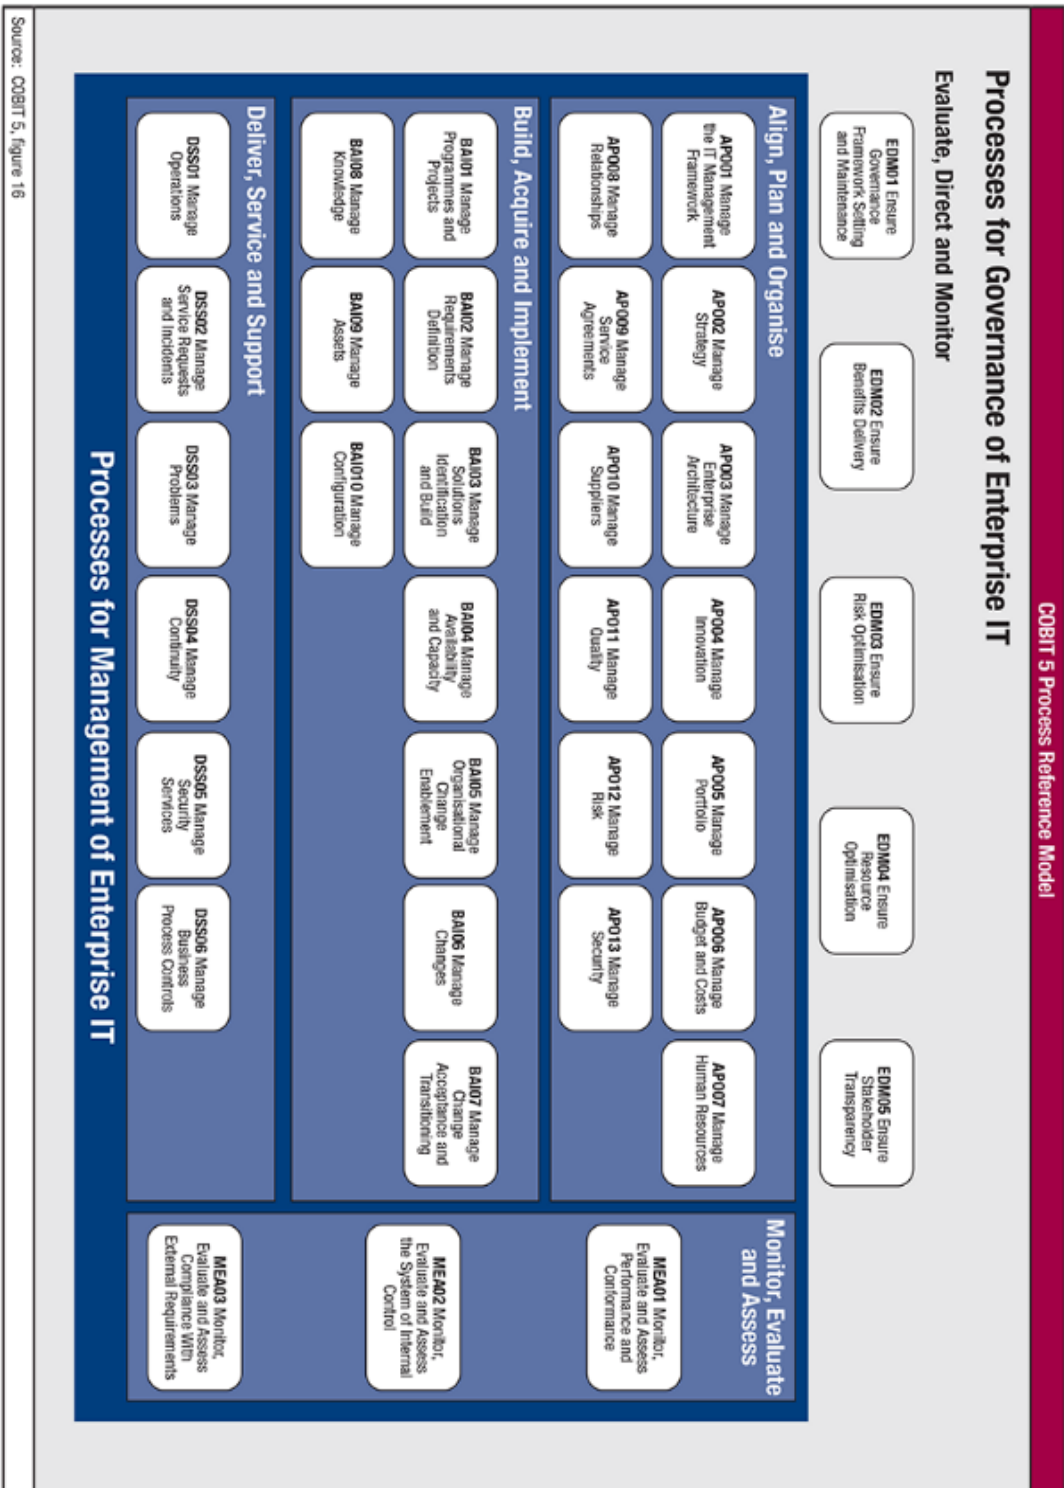 COBIT 5 Process Reference Model
Processes for Governance of Enterprise IT
Evaluate, Direct and Monitor
EDM01 Ensure
Governance
Framework Setting
and Maintenance
EDM02 Ensure
Benefits Delivery
EDM03 Ensure
Risk Optimisation
EDM04 Ensure
Resource
Optimisation
EDM05 Ensure
Stakeholder
Transparency
Align, Plan and Organise
APO01 Manage
the IT Management
Framework
APO02 Manage
Strategy
APO03 Manage
Enterprise
Architecture
APO04 Manage
Innovation
APO05 Manage
Portfolio
APO06 Manage
Budget and Costs
APO07 Manage
Human Resources
APO08 Manage
Relationships
APO09 Manage
Service
Agreements
APO10 Manage
Suppliers
APO11 Manage
Quality
APO12 Manage
Risk
APO13 Manage
Security
Build, Acquire and Implement
BAI01 Manage
Programmes and
Projects
BAI02 Manage
Requirements
Definition
BAI03 Manage
Solutions
Identification
and Build
BAI04 Manage
Availability
and Capacity
BAI05 Manage
Organisational
Change
Enablement
BAI06 Manage
Changes
BAI07 Manage
Change
Acceptance and
Transitioning
BAI08 Manage
Knowledge
BAI09 Manage
Assets
BAI010 Manage
Configuration
Deliver, Service and Support
DSS01 Manage
Operations
DSS02 Manage
Service Requests
and Incidents
DSS03 Manage
Problems
DSS04 Manage
Continuity
DSS05 Manage
Security
Services
DSS06 Manage
Business
Process Controls
Monitor, Evaluate
and Assess
MEA01 Monitor,
Evaluate and Assess
Performance and
Conformance
MEA02 Monitor,
Evaluate and Assess
the System of Internal
Control
MEA03 Monitor,
Evaluate and Assess
Compliance With
External Requirements
Processes for Management of Enterprise IT
Source: COBIT 5, figure 16